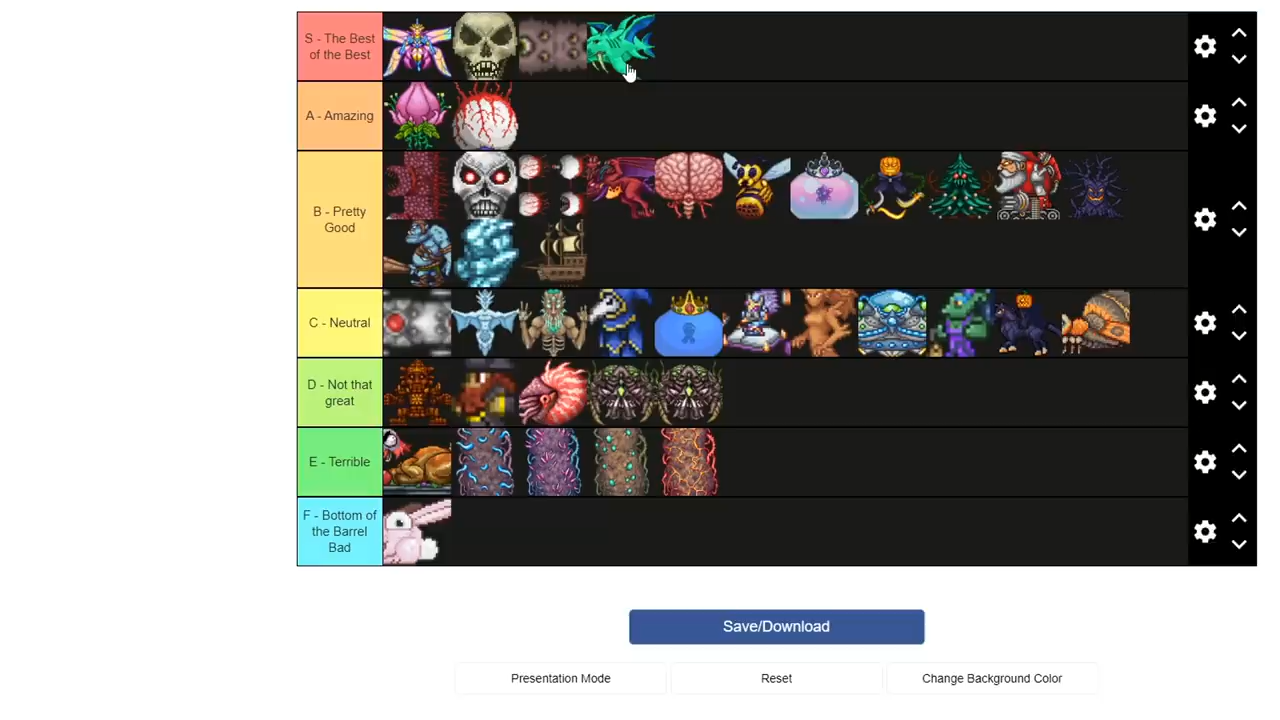 S - The Best
of the Best
A - Amazing
B - Pretty
Good
C - Neutral
D - Not that
great
E - Terrible
F - Bottom of
the Barrel
Bad
Save/Download
Presentation Mode
Reset
Change Background Color